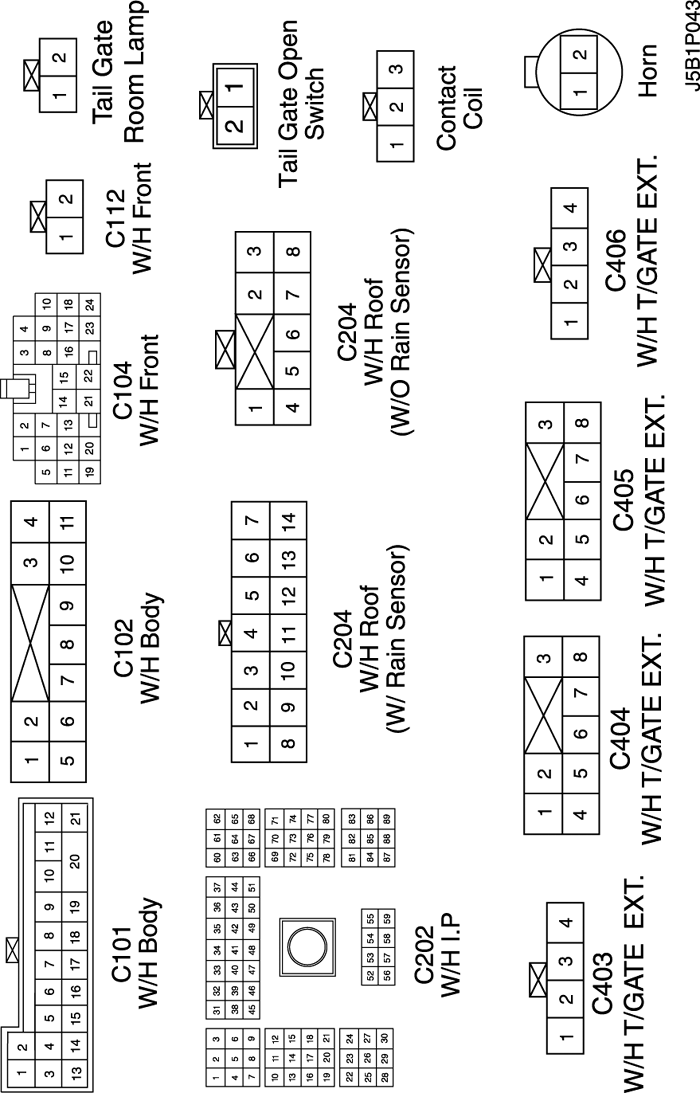 1 2
3 4 5 6 7 8 9 10 11 12
13 14 15 16 17 18 19 20 21
C101
W/H Body
1 2 3 4
5 6 7 8 9 10 11
C102
W/H Body
1 2 3 4
5 6 7 8 9 10
11 12 13 14 15 16 17 18
19 20 21 22 23 24
C104
W/H Front
1 2
C112
W/H Front
1 2
Tail Gate
Room Lamp
1 2 3
4 5 6
7 8 9
10 11 12
13 14 15
16 17 18
19 20 21
22 23 24
25 26 27
28 29 30
31 32 33 34 35 36 37
38 39 40 41 42 43 44
45 46 47 48 49 50 51
52 53 54 55
56 57 58 59
60 61 62
63 64 65
66 67 68
69 70 71
72 73 74
75 76 77
78 79 80
81 82 83
84 85 86
87 88 89
C202
W/H I.P
1 2 3 4 5 6 7
8 9 10 11 12 13 14
C204
W/H Roof
(W/ Rain Sensor)
1 2 3
4 5 6 7 8
C204
W/H Roof
(W/O Rain Sensor)
2 1
Tail Gate Open
Switch
1 2 3
Contact
Coil
1 2 3 4
C403
W/H T/GATE EXT.
1 2 3
4 5 6 7 8
C404
W/H T/GATE EXT.
1 2 3
4 5 6 7 8
C405
W/H T/GATE EXT.
1 2 3 4
C406
W/H T/GATE EXT.
1 2
Horn
J5B1P043